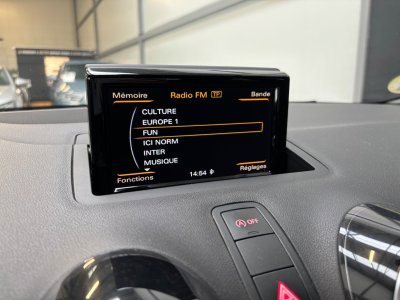 Mémoire Radio FM TP Bande
CULTURE
EUROPE 1
FUN
ICI NORM
INTER
MUSIQUE
Fonctions 14:54 Réglages
OFF